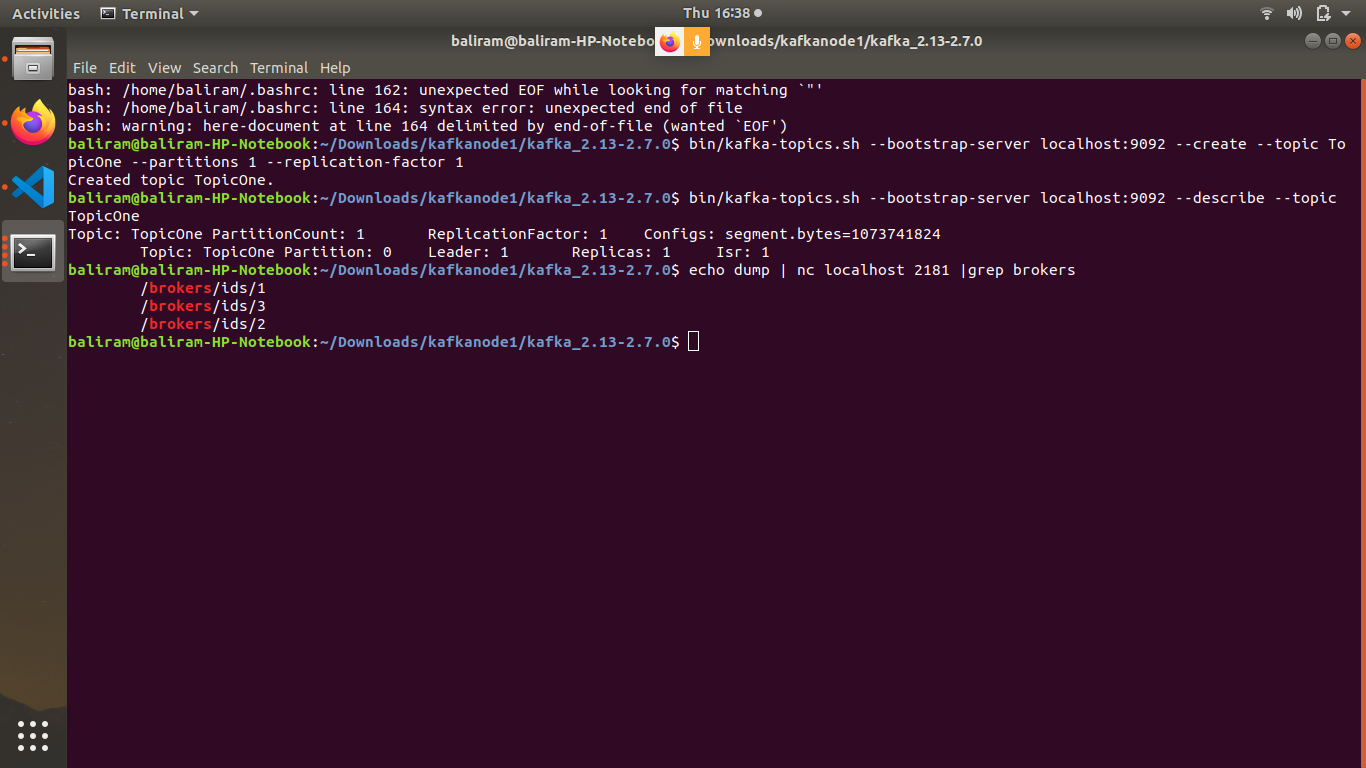 Activities Terminal Thu 16:38
baliram@baliram-HP-Notebo ownloads/kafkanode1/kafka_2.13-2.7.0
File Edit View Search Terminal Help
bash: /home/baliram/.bashrc: line 162: unexpected EOF while looking for matching `"'
bash: /home/baliram/.bashrc: line 164: syntax error: unexpected end of file
bash: warning: here-document at line 164 delimited by end-of-file (wanted `EOF')
baliram@baliram-HP-Notebook:~/Downloads/kafkanode1/kafka_2.13-2.7.0$ bin/kafka-topics.sh --bootstrap-server localhost:9092 --create --topic To
picOne --partitions 1 --replication-factor 1
Created topic TopicOne.
baliram@baliram-HP-Notebook:~/Downloads/kafkanode1/kafka_2.13-2.7.0$ bin/kafka-topics.sh --bootstrap-server localhost:9092 --describe --topic
TopicOne
Topic: TopicOne PartitionCount: 1 ReplicationFactor: 1 Configs: segment.bytes=1073741824
Topic: TopicOne Partition: 0 Leader: 1 Replicas: 1 Isr: 1
baliram@baliram-HP-Notebook:~/Downloads/kafkanode1/kafka_2.13-2.7.0$ echo dump | nc localhost 2181 |grep brokers
/brokers/ids/1
/brokers/ids/3
/brokers/ids/2
baliram@baliram-HP-Notebook:~/Downloads/kafkanode1/kafka_2.13-2.7.0$